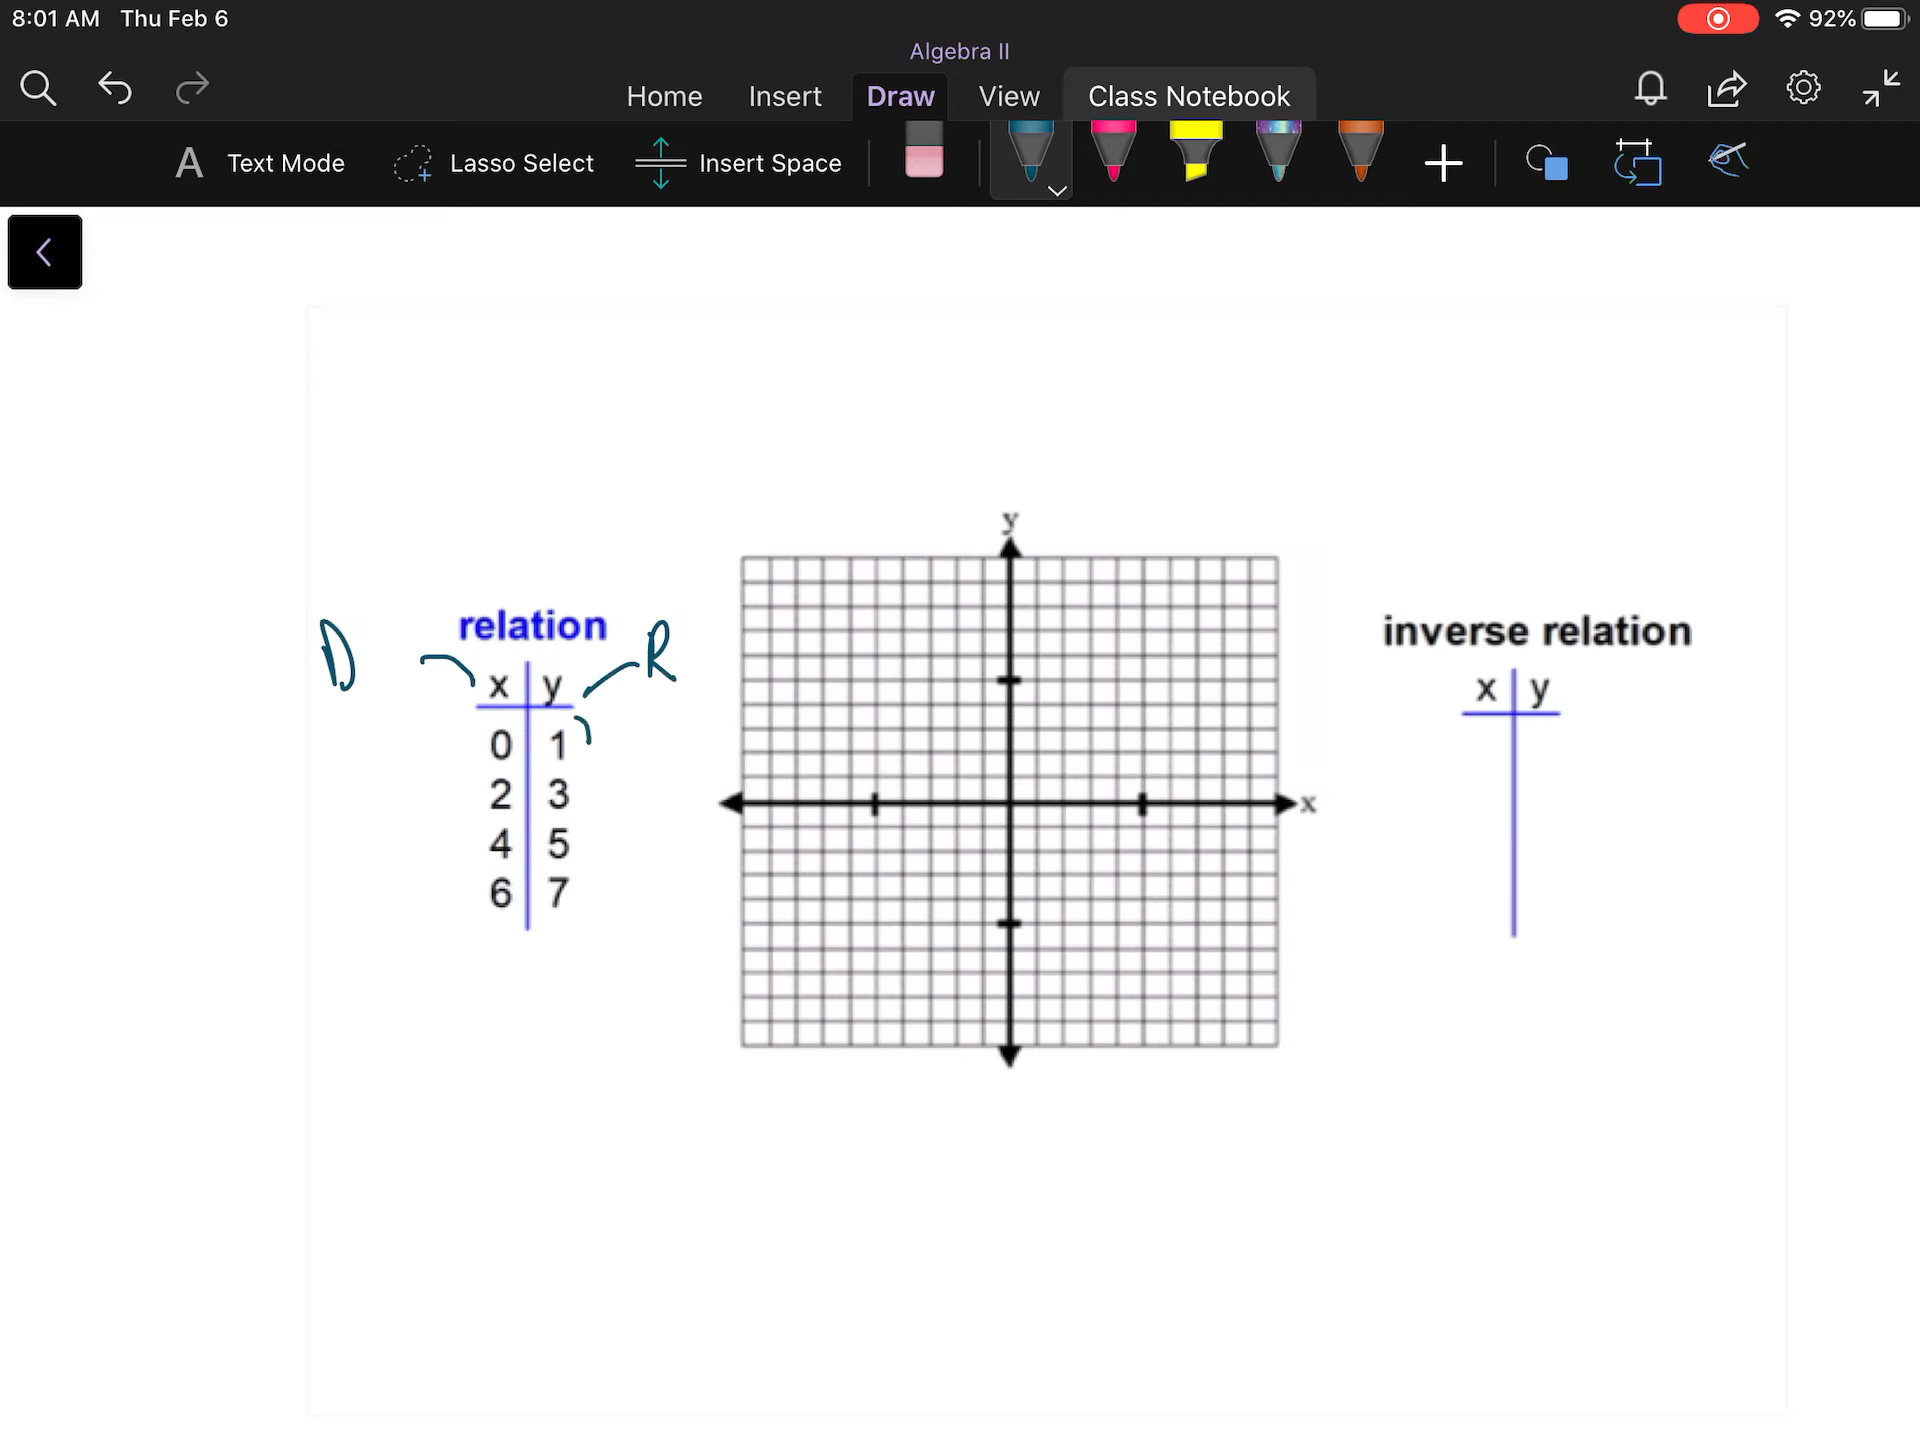 8:01 AM Thu Feb 6
92%
Algebra II
Home Insert Draw View Class Notebook
A Text Mode Lasso Select Insert Space
D relation R
x y
0 1
2 3
4 5
6 7
y
x
inverse relation
x y